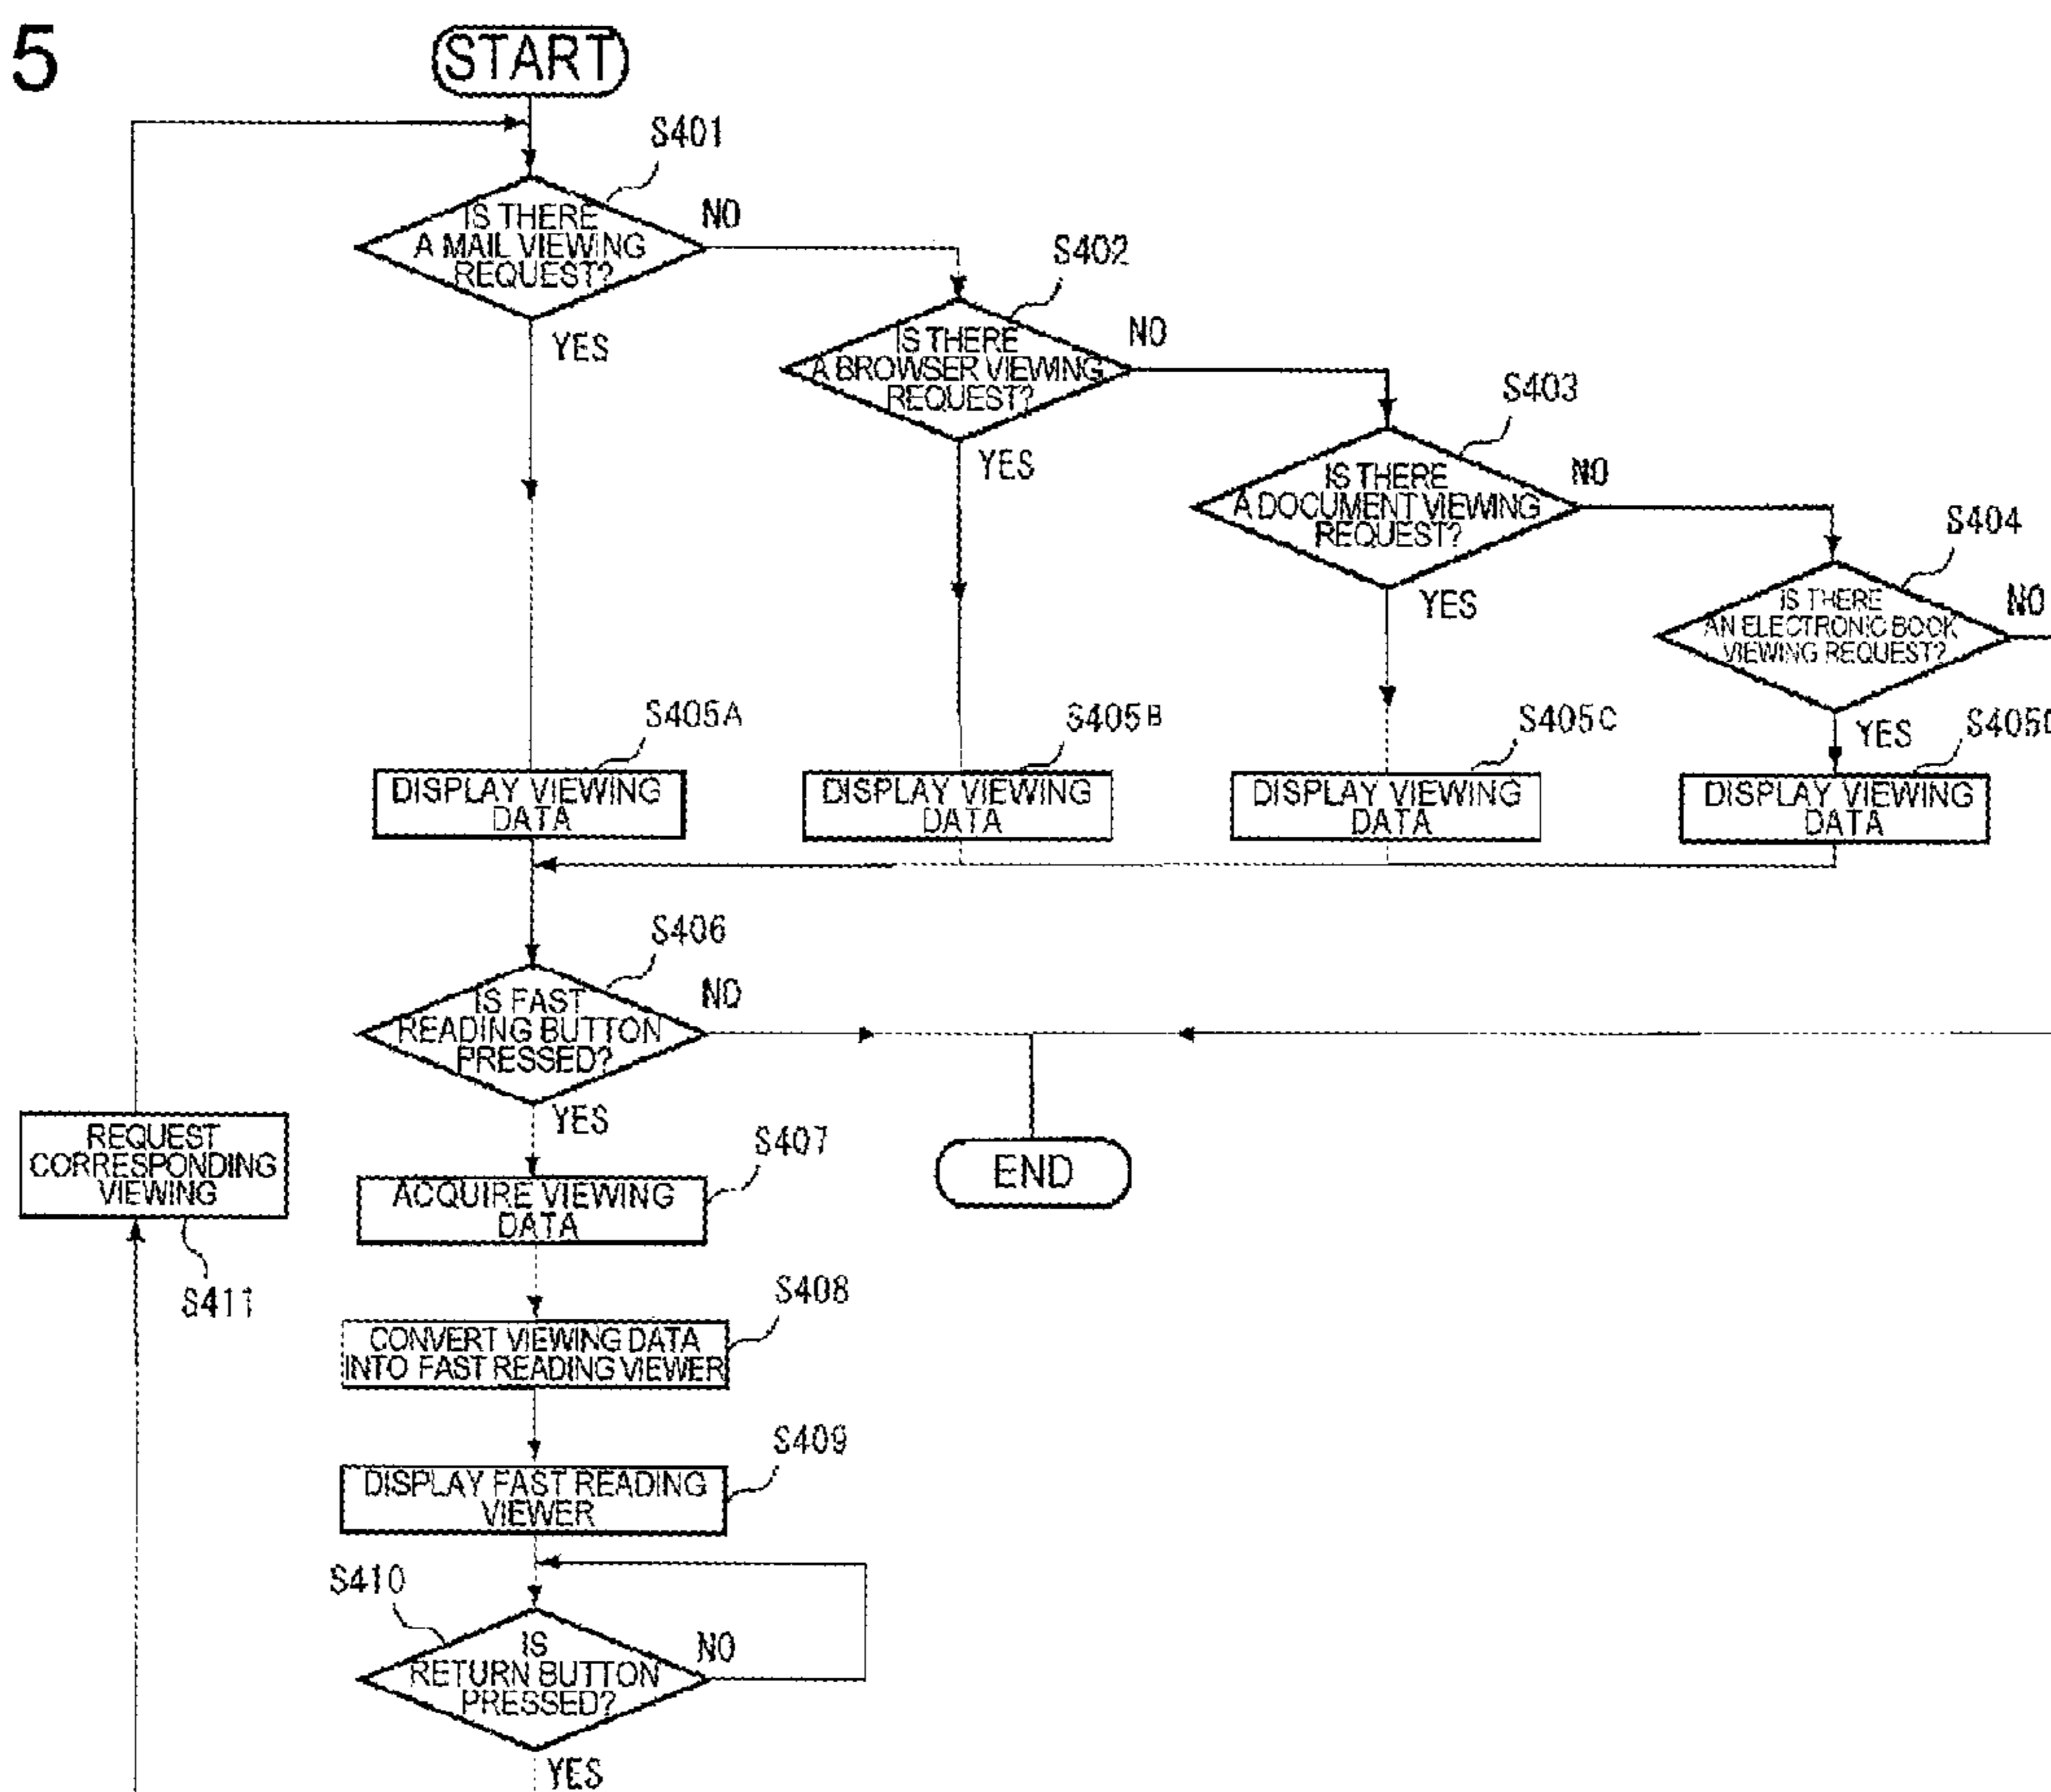 5
START
S401
IS THERE
A MAIL VIEWING
REQUEST?
NO
YES
S402
IS THERE
A BROWSER VIEWING
REQUEST?
NO
YES
S403
IS THERE
A DOCUMENT VIEWING
REQUEST?
NO
YES
S404
IS THERE
AN ELECTRONIC BOOK
VIEWING REQUEST?
NO
YES
S405A
DISPLAY VIEWING
DATA
S405B
DISPLAY VIEWING
DATA
S405C
DISPLAY VIEWING
DATA
S405D
DISPLAY VIEWING
DATA
S406
IS FAST
READING BUTTON
PRESSED?
NO
YES
END
S407
ACQUIRE VIEWING
DATA
S408
CONVERT VIEWING DATA
INTO FAST READING VIEWER
S409
DISPLAY FAST READING
VIEWER
S410
IS
RETURN BUTTON
PRESSED?
NO
YES
REQUEST
CORRESPONDING
VIEWING
S411